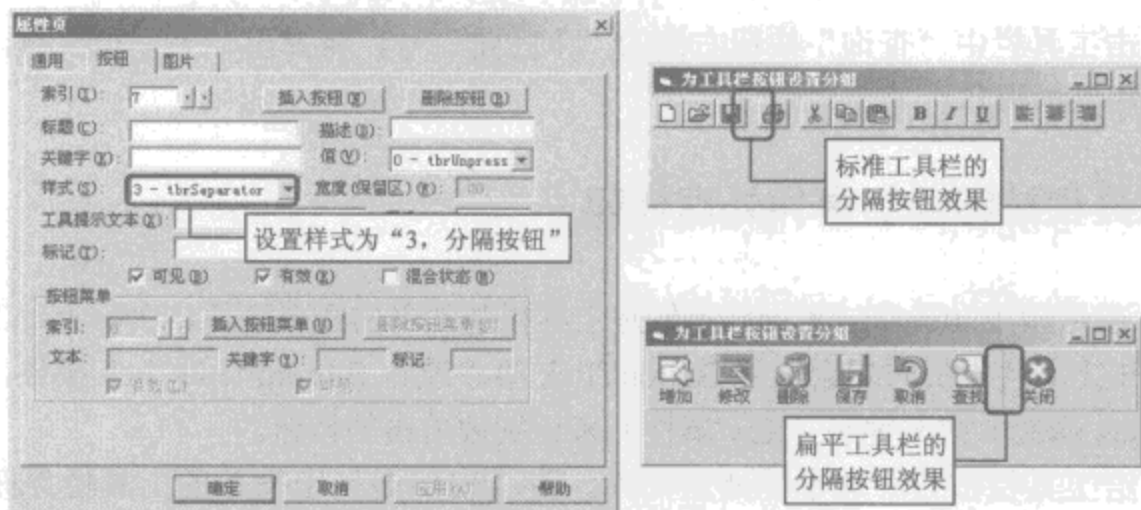 属性页
通用 按钮 图片
索引(I): 7 插入按钮(N) 删除按钮(R)
标题(C): 描述(D):
关键字(K): 值(V): 0 - tbrUnpress
样式(S): 3 - tbrSeparator 宽度(保留区)(W):
工具提示文本(X):
设置样式为“3，分隔按钮”
标记(T):
可见(B) 有效(E) 混合状态(M)
按钮菜单
索引: 插入按钮菜单(U) 删除按钮菜单
文本: 关键字(Y): 标记:
确定 取消 应用(A) 帮助
为工具栏按钮设置分组
B I U
标准工具栏的
分隔按钮效果
为工具栏按钮设置分组
增加 修改 删除 保存 取消 查找 关闭
扁平工具栏的
分隔按钮效果